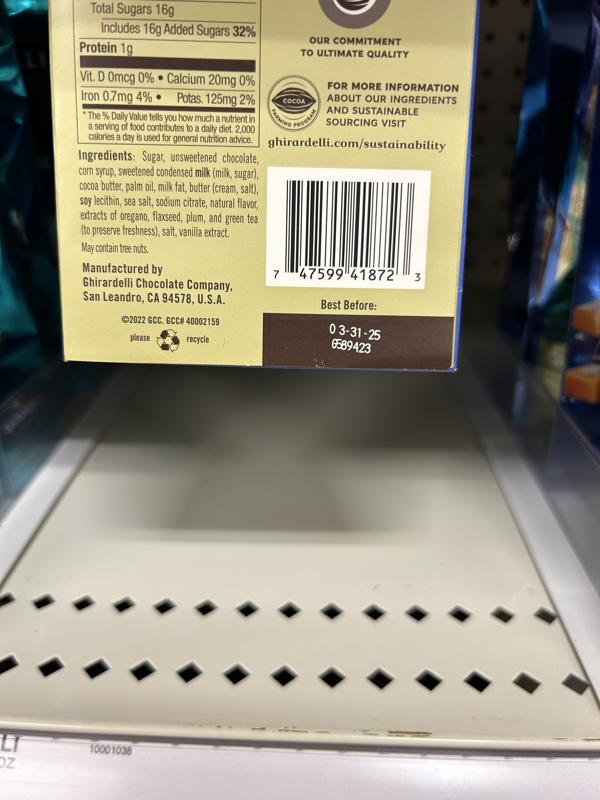 Total Sugars 16g
Includes 16g Added Sugars 32%
Protein 1g
Vit. D 0mcg 0% • Calcium 20mg 0%
Iron 0.7mg 4% • Potas. 125mg 2%
* The % Daily Value tells you how much a nutrient in
a serving of food contributes to a daily diet. 2,000
calories a day is used for general nutrition advice.
Ingredients: Sugar, unsweetened chocolate,
corn syrup, sweetened condensed milk (milk, sugar),
cocoa butter, palm oil, milk fat, butter (cream, salt),
soy lecithin, sea salt, sodium citrate, natural flavor,
extracts of oregano, flaxseed, plum, and green tea
(to preserve freshness), salt, vanilla extract.
May contain tree nuts.
Manufactured by
Ghirardelli Chocolate Company,
San Leandro, CA 94578, U.S.A.
©2022 GCC. GCC# 40002159
please recycle
OUR COMMITMENT
TO ULTIMATE QUALITY
COCOA
FARMING PROGRAM
FOR MORE INFORMATION
ABOUT OUR INGREDIENTS
AND SUSTAINABLE
SOURCING VISIT
ghirardelli.com/sustainability
7 47599 41872 3
Best Before:
03-31-25
6589423
LI
OZ
10001038